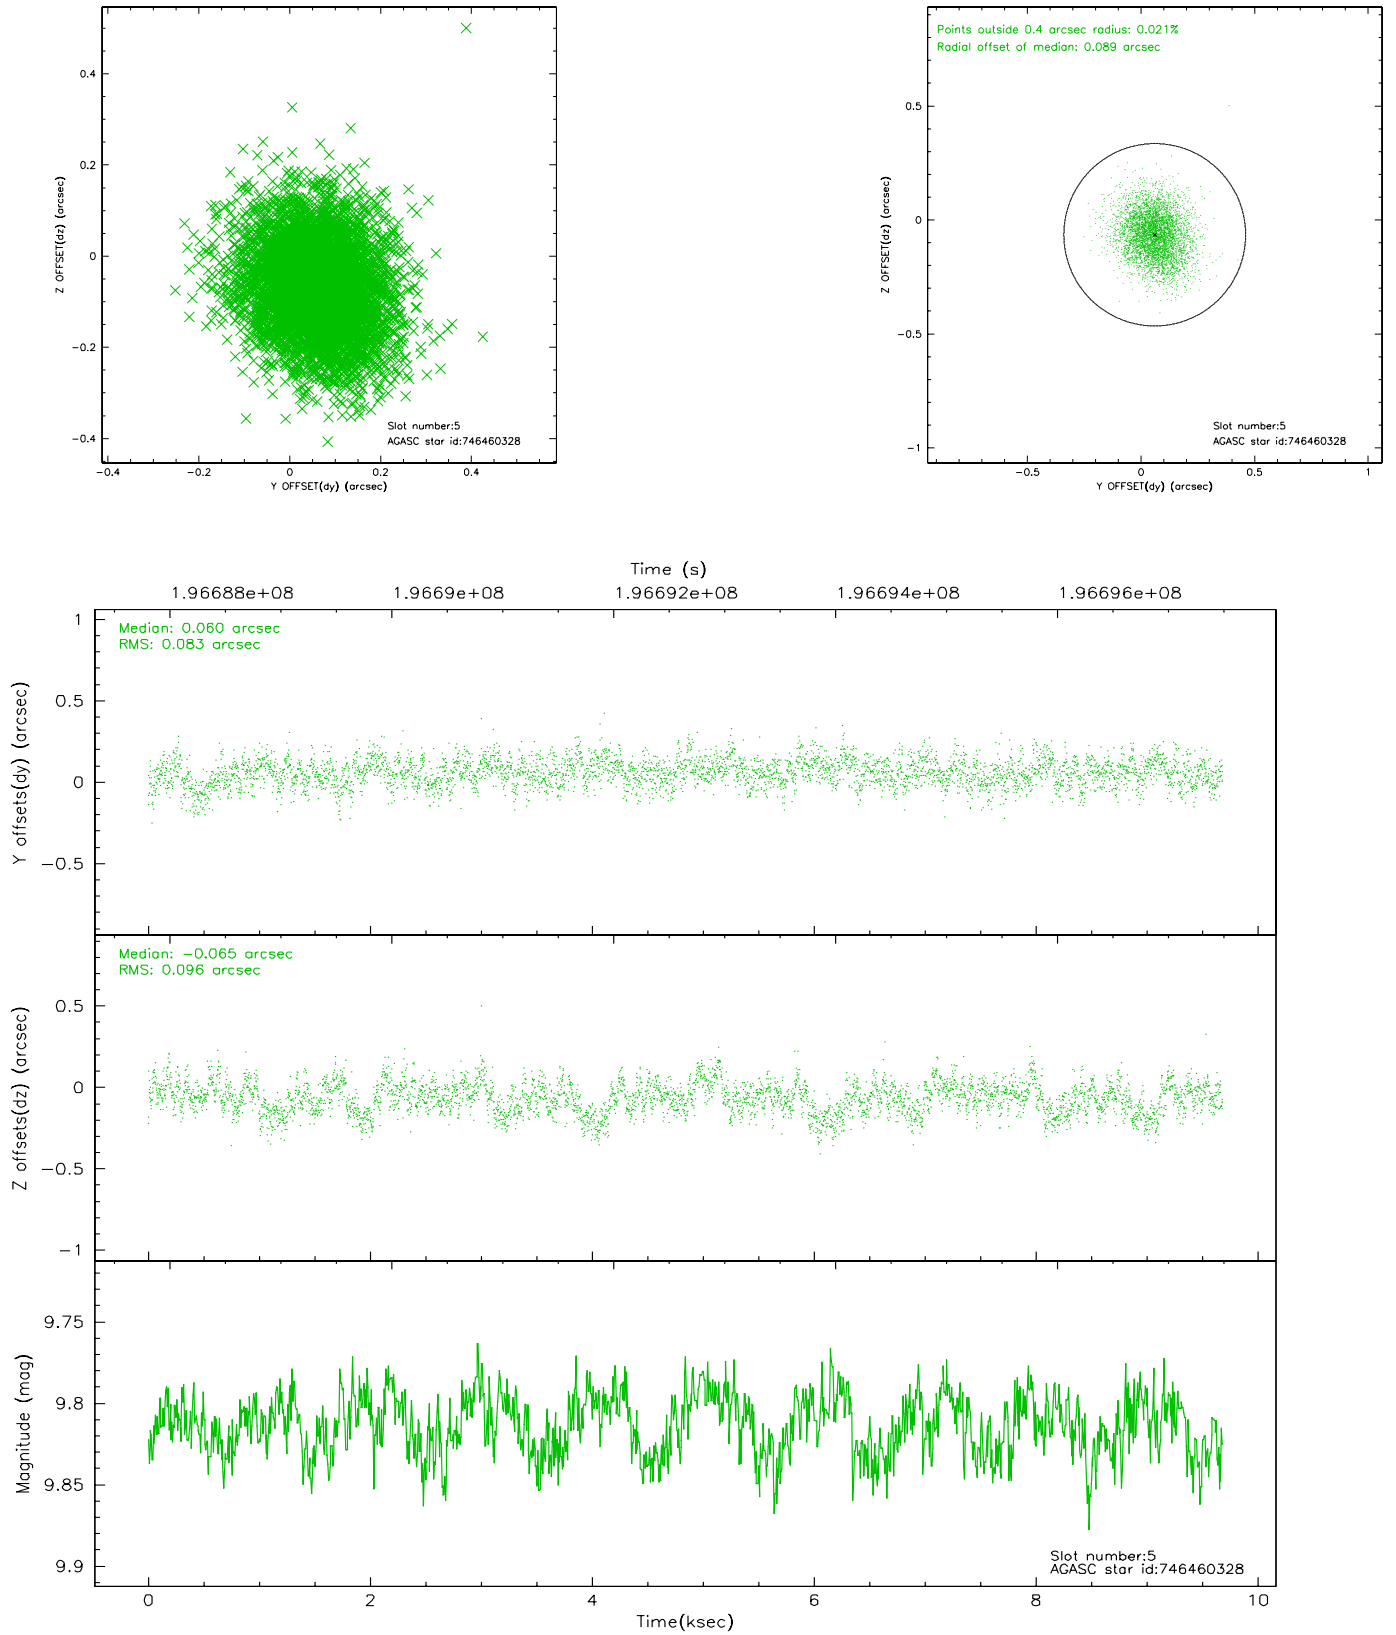 0.4
0.2
0
−0.2
−0.4
Z OFFSET(dz) (arcsec)
Slot number:5
AGASC star id:746460328
−0.4 −0.2 0 0.2 0.4
Y OFFSET(dy) (arcsec)
Points outside 0.4 arcsec radius: 0.021%
Radial offset of median: 0.089 arcsec
0.5
0
−0.5
−1
Z OFFSET(dz) (arcsec)
Slot number:5
AGASC star id:746460328
−0.5 0 0.5 1
Y OFFSET(dy) (arcsec)
Time (s)
1.96688e+08 1.9669e+08 1.96692e+08 1.96694e+08 1.96696e+08
Median: 0.060 arcsec
RMS: 0.083 arcsec
1
0.5
0
−0.5
Y offsets(dy) (arcsec)
Median: −0.065 arcsec
RMS: 0.096 arcsec
0.5
0
−0.5
−1
Z offsets(dz) (arcsec)
9.75
9.8
9.85
9.9
Magnitude (mag)
Slot number:5
AGASC star id:746460328
0 2 4 6 8 10
Time(ksec)